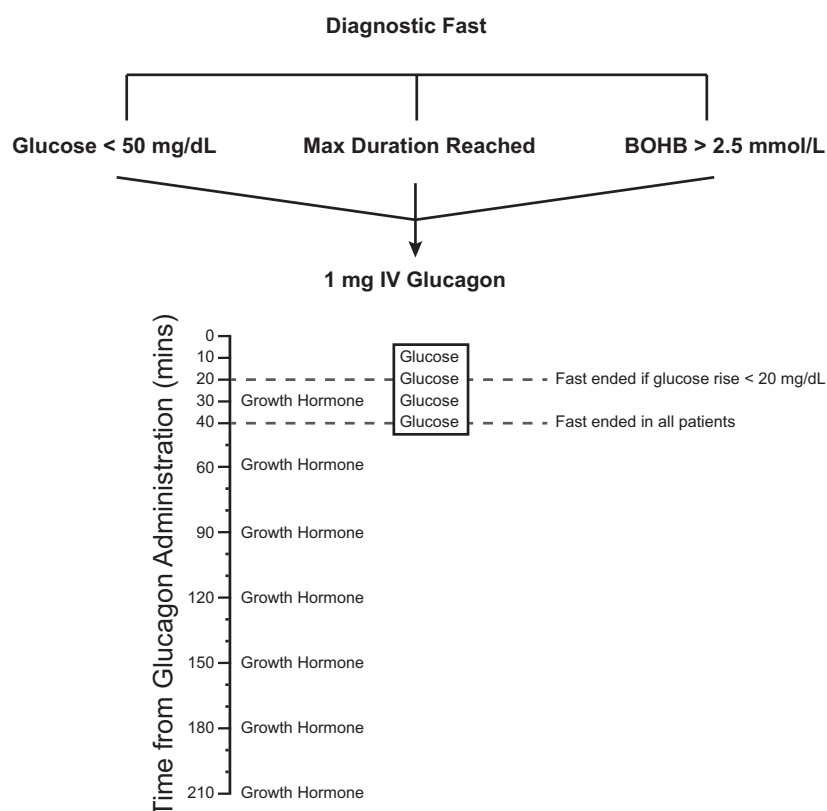 Diagnostic Fast
Glucose < 50 mg/dL Max Duration Reached BOHB > 2.5 mmol/L
1 mg IV Glucagon
Time from Glucagon Administration (mins)
0
10 Glucose
20 Glucose Fast ended if glucose rise < 20 mg/dL
30 Growth Hormone Glucose
40 Glucose Fast ended in all patients
60 Growth Hormone
90 Growth Hormone
120 Growth Hormone
150 Growth Hormone
180 Growth Hormone
210 Growth Hormone